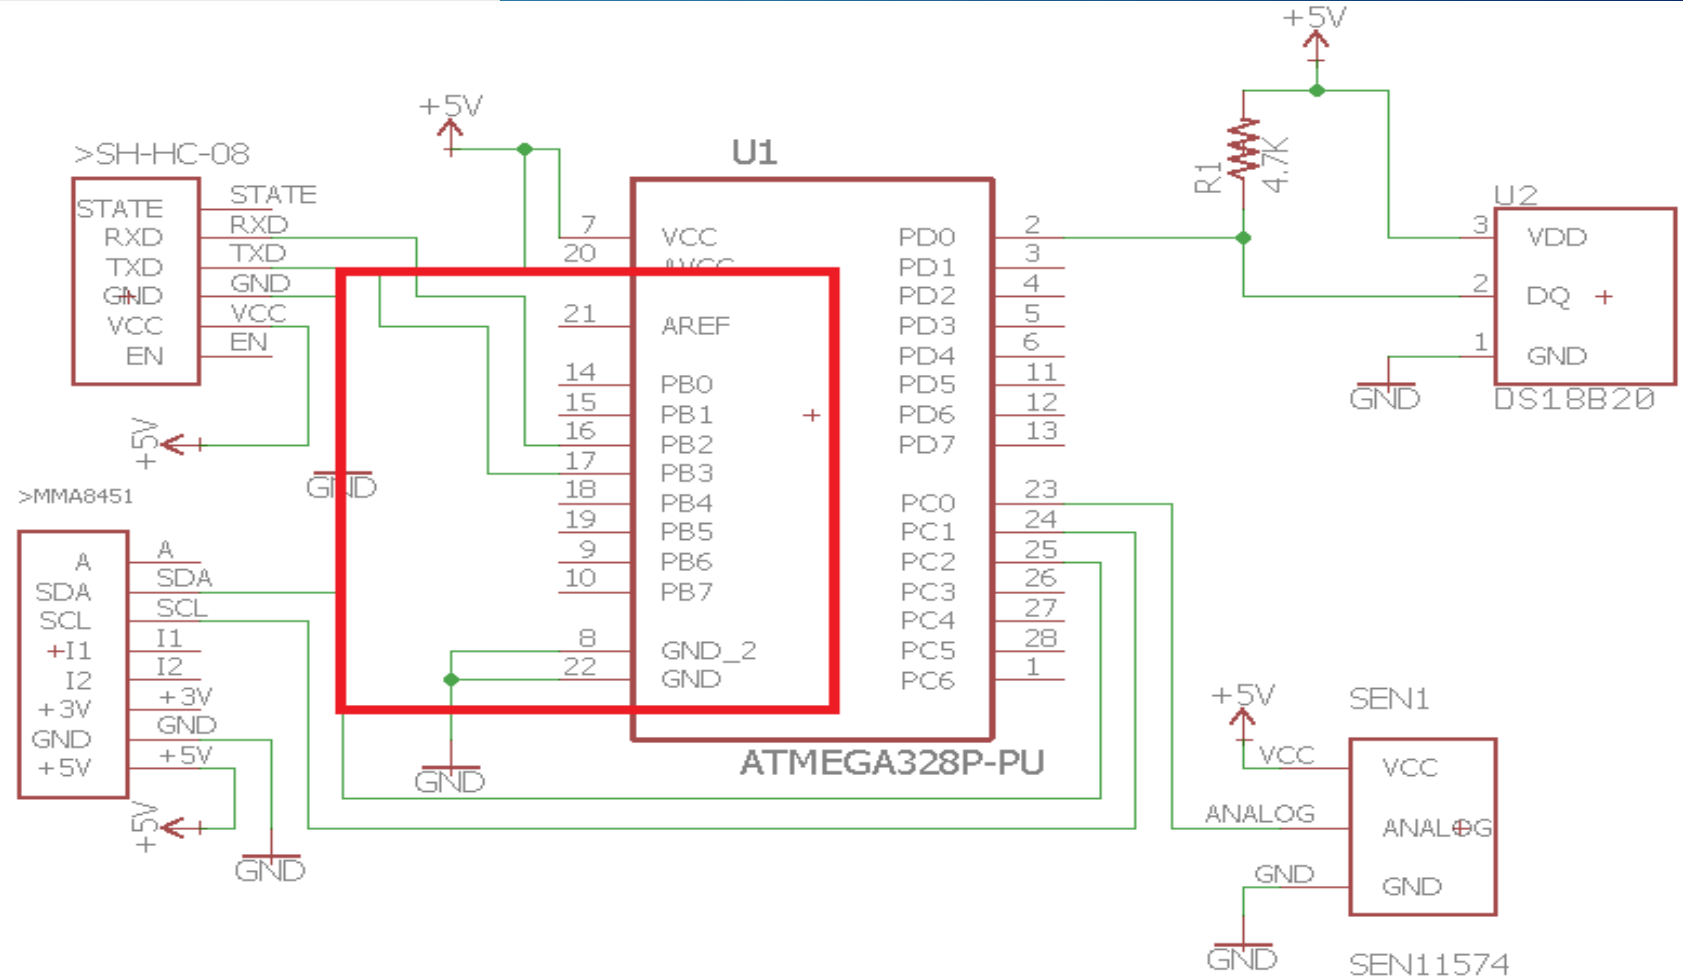 +5V
+5V
>SH-HC-08
U1
STATE
STATE
RXD
RXD
TXD
TXD
GND
GND
VCC
VCC
EN
EN
+5V
GND
R1
4.7K
U2
3
VDD
2
DQ
1
GND
GND
DS18B20
7
VCC
20
AVCC
21
AREF
14
PB0
15
PB1
16
PB2
17
PB3
18
PB4
19
PB5
9
PB6
10
PB7
8
GND_2
22
GND
PD0
2
PD1
3
PD2
4
PD3
5
PD4
6
PD5
11
PD6
12
PD7
13
PC0
23
PC1
24
PC2
25
PC3
26
PC4
27
PC5
28
PC6
1
ATMEGA328P-PU
GND
>MMA8451
A
A
SDA
SDA
SCL
SCL
I1
I1
I2
I2
+3V
+3V
GND
GND
+5V
+5V
+5V
GND
+5V
SEN1
VCC
VCC
ANALOG
ANALOG
GND
GND
GND
SEN11574